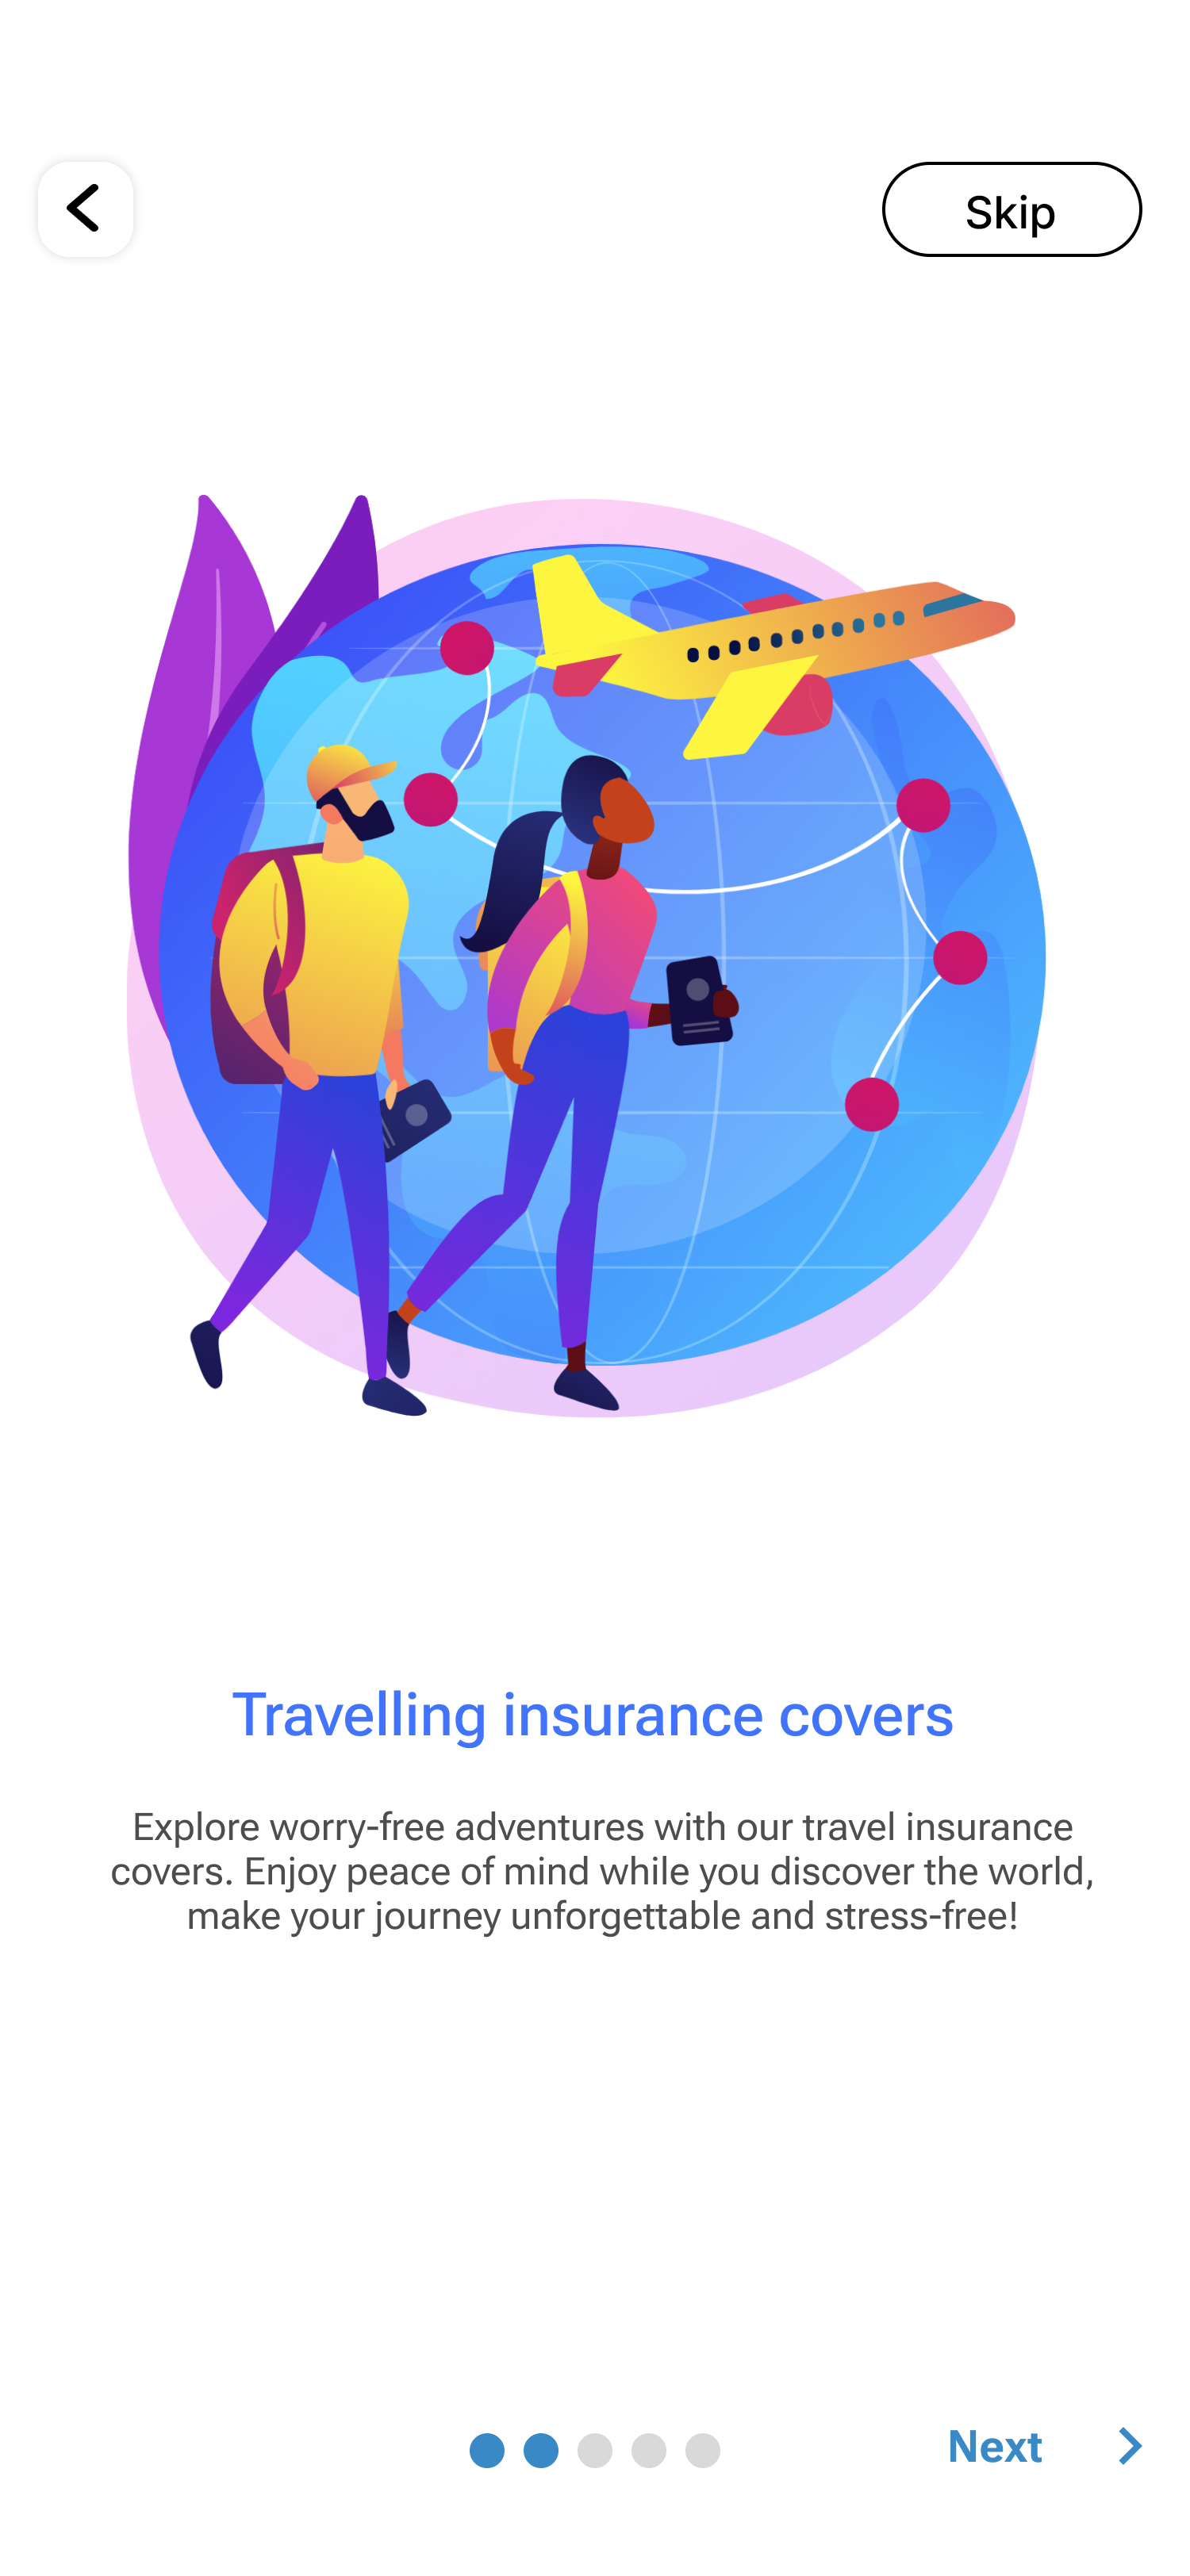 Skip
Travelling insurance covers
Explore worry-free adventures with our travel insurance
covers. Enjoy peace of mind while you discover the world,
make your journey unforgettable and stress-free!
Next